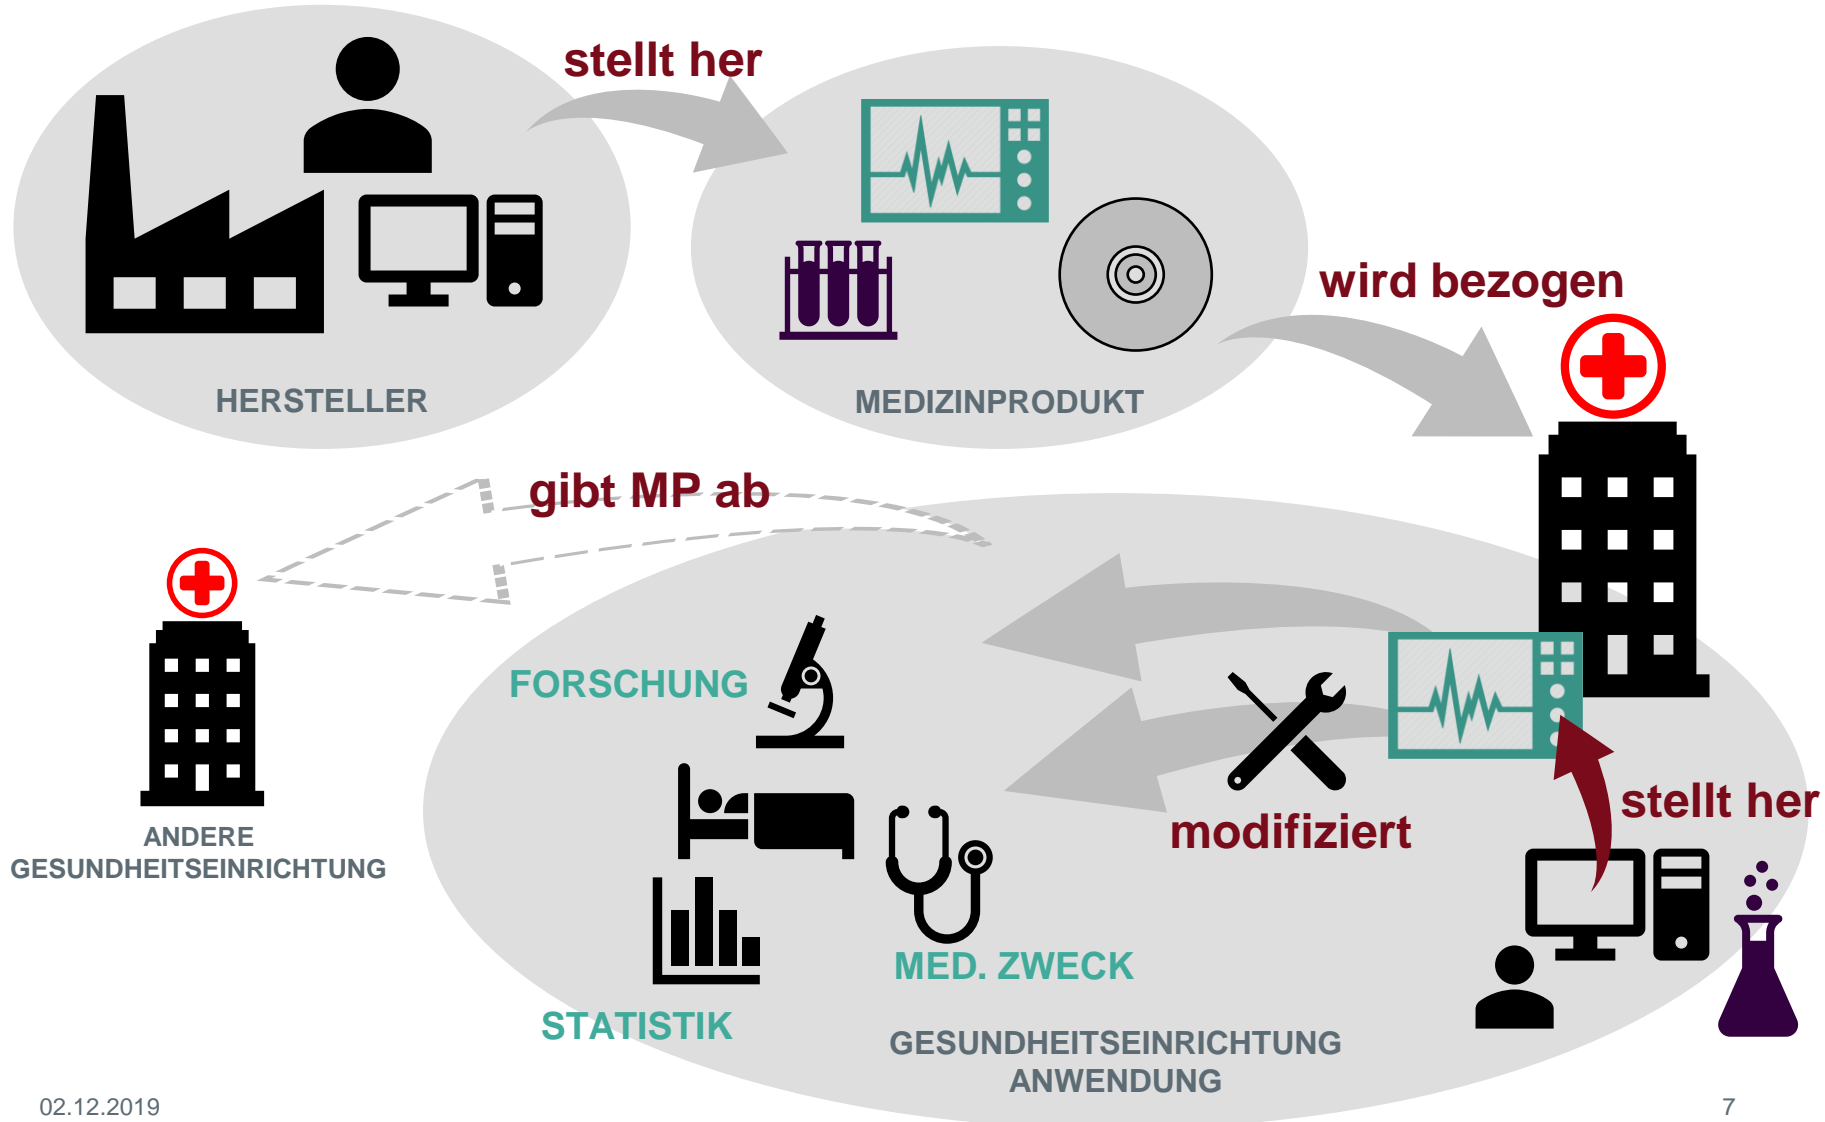 stellt her
HERSTELLER
MEDIZINPRODUKT
wird bezogen
gibt MP ab
ANDERE
GESUNDHEITSEINRICHTUNG
FORSCHUNG
modifiziert
stellt her
MED. ZWECK
STATISTIK
GESUNDHEITSEINRICHTUNG
ANWENDUNG
02.12.2019
7